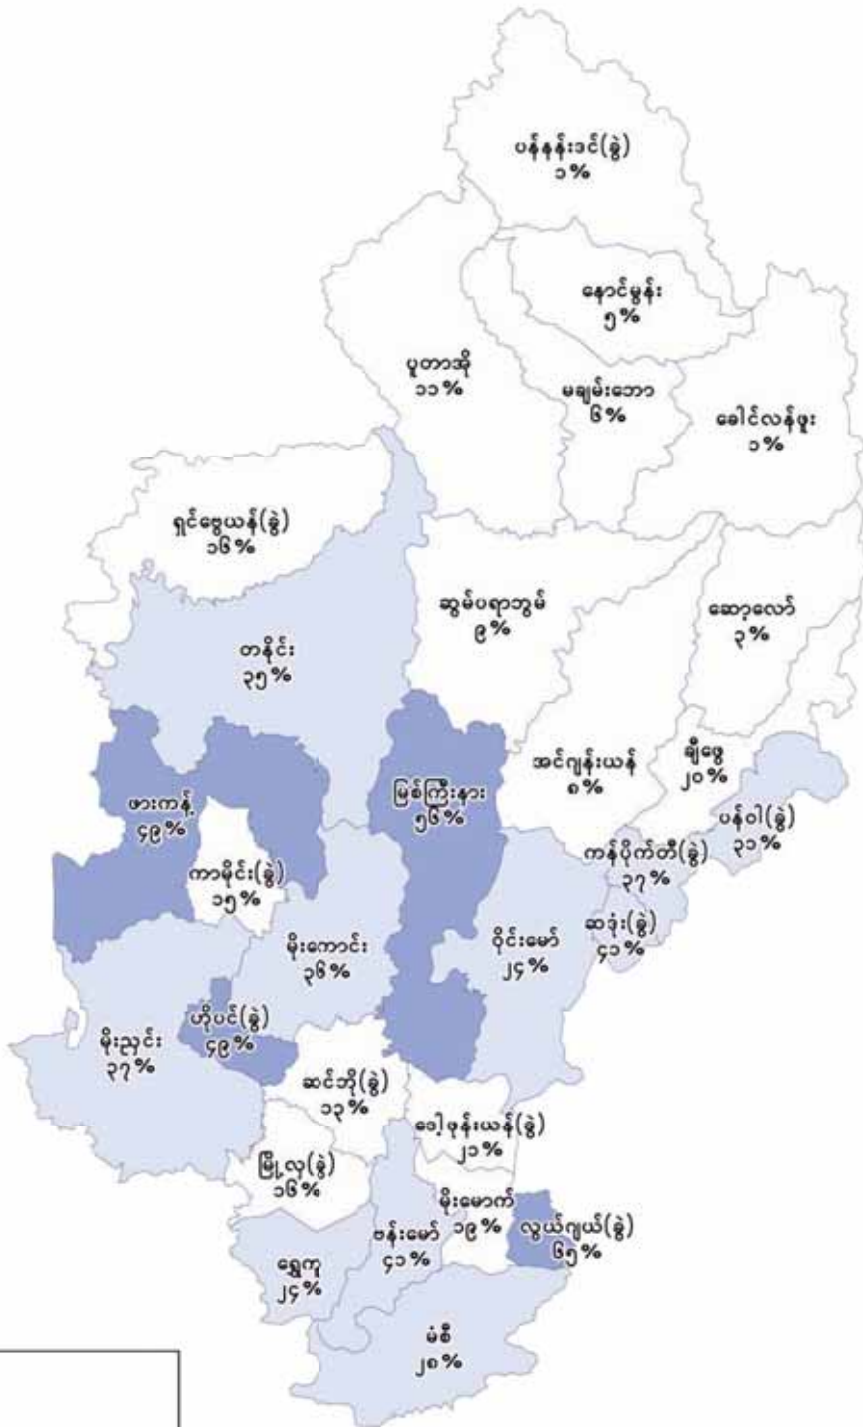 ပန်နန်းဒင်(ခွဲ)
၁%
နောင်မွန်း
၅%
ပူတာအို
၁၁%
မချမ်းဘော
၆%
ခေါင်လန်ဖူး
၁%
ရှင်ဗွေယန်(ခွဲ)
၁၆%
ဆွမ်ပရာဘွမ်
၉%
ဆော့လော်
၃%
တနိုင်း
၃၅%
အင်ဂျန်းယန်
၈%
ချီဖွေ
၂၀%
ဖားကန့်
၄၉%
မြစ်ကြီးနား
၅၆%
ပန်ဝါ(ခွဲ)
၃၁%
ကန်ပိုက်တီ(ခွဲ)
၃၇%
ကာမိုင်း(ခွဲ)
၁၅%
ဆဒုံး(ခွဲ)
၄၁%
မိုးကောင်း
၃၆%
ဝိုင်းမော်
၂၄%
ဟိုပင်(ခွဲ)
၄၉%
မိုးညှင်း
၃၇%
ဆင်ဘို(ခွဲ)
၁၃%
ဒေါ့ဖုန်းယန်(ခွဲ)
၂၁%
မြို့လှ(ခွဲ)
၁၆%
မိုးမောက်
၁၉%
လွယ်ဂျယ်(ခွဲ)
၆၅%
ဗန်းမော်
၄၁%
ရွှေကူ
၂၄%
မံစီ
၂၈%